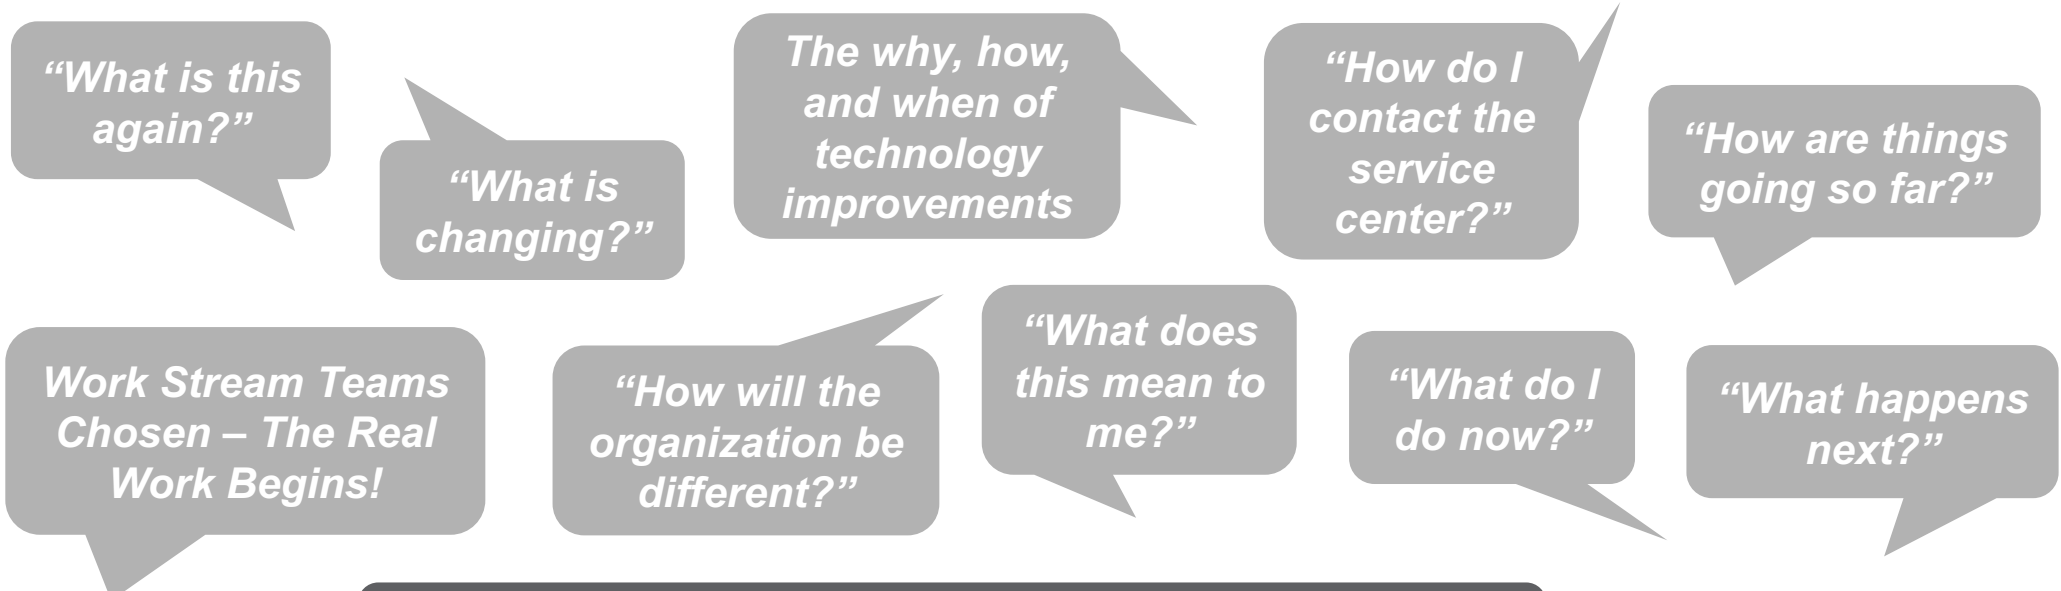 “What is this
again?”
“What is
changing?”
The why, how,
and when of
technology
improvements
“How do I
contact the
service
center?”
“How are things
going so far?”
Work Stream Teams
Chosen – The Real
Work Begins!
“How will the
organization be
different?”
“What does
this mean to
me?”
“What do I
do now?”
“What happens
next?”